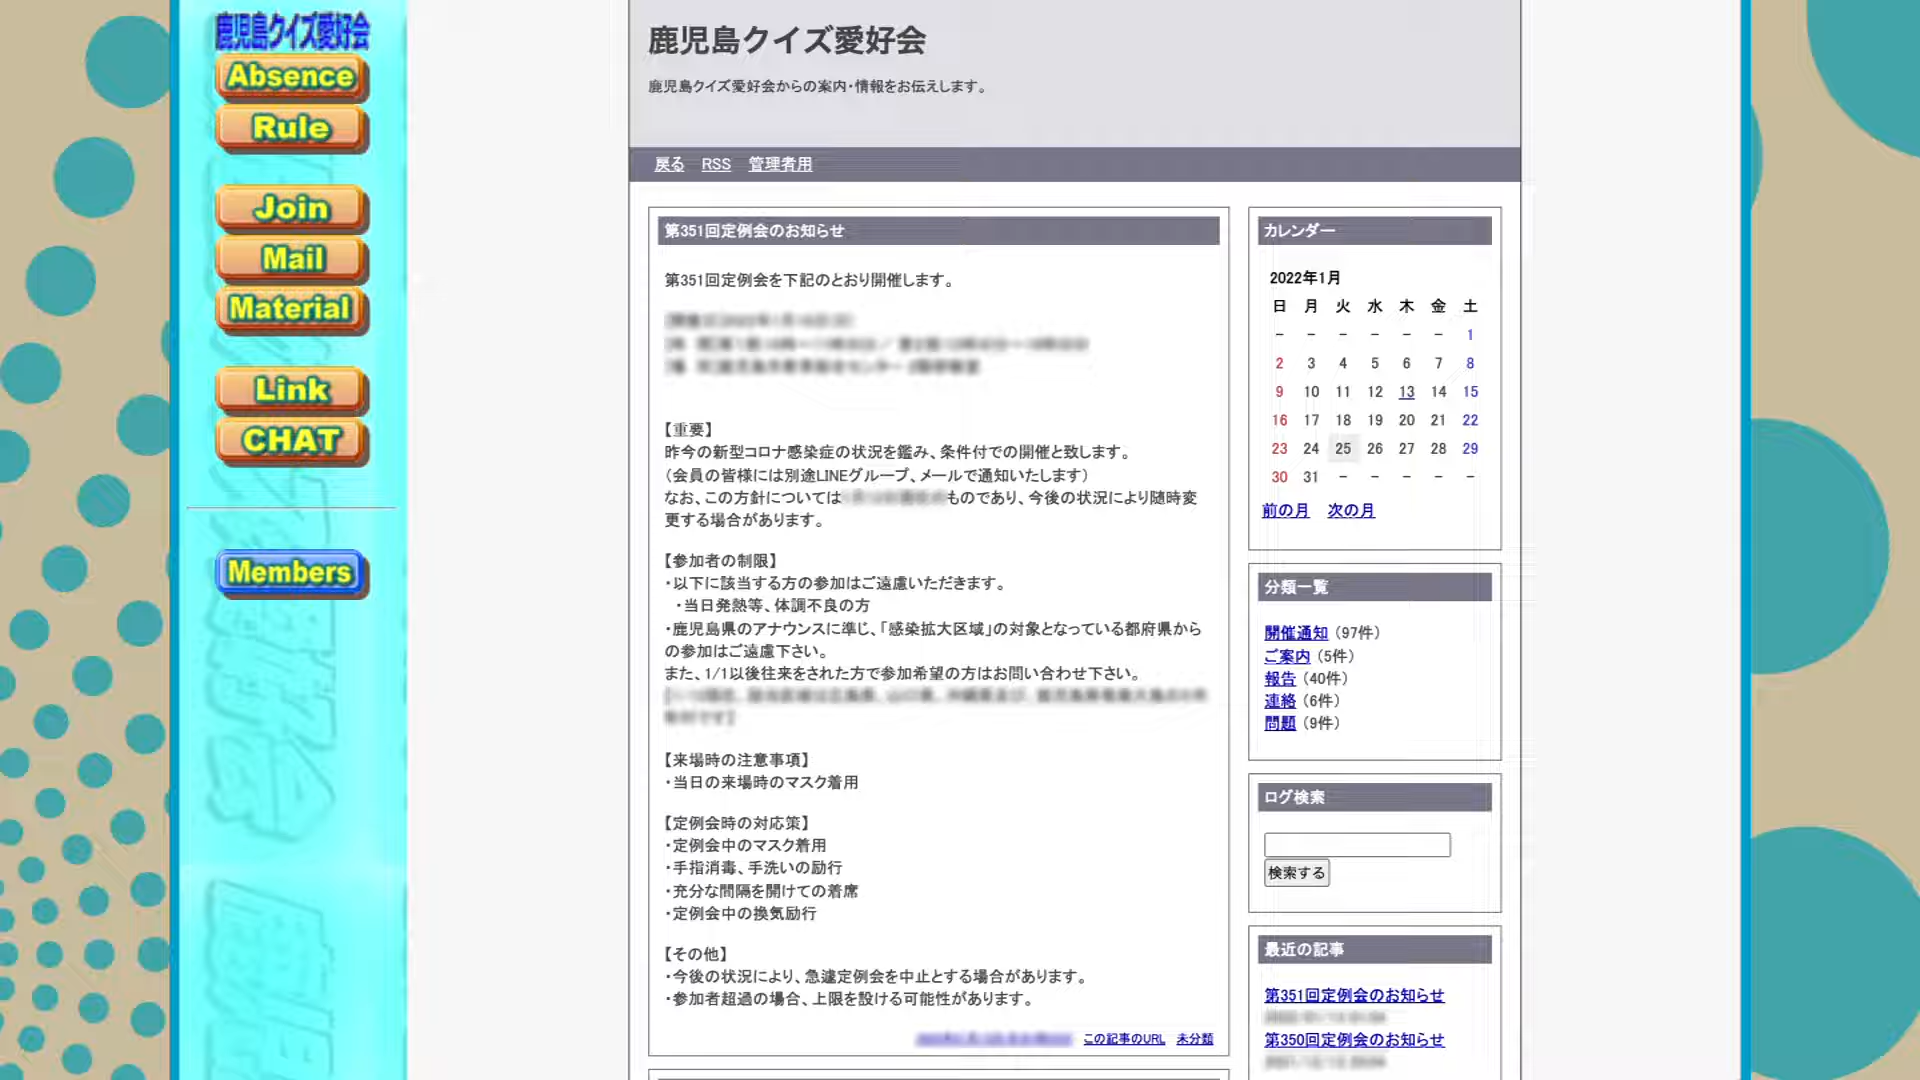 鹿児島クイズ愛好会
Absence
Rule
Join
Mail
Material
Link
CHAT
Members
鹿児島クイズ愛好会
鹿児島クイズ愛好会からの案内・情報をお伝えします。
戻る RSS 管理者用
第351回定例会のお知らせ
第351回定例会を下記のとおり開催します。
【重要】
昨今の新型コロナ感染症の状況を鑑み、条件付での開催と致します。
（会員の皆様には別途LINEグループ、メールで通知いたします）
なお、この方針については
ものであり、今後の状況により随時変
更する場合があります。
【参加者の制限】
・以下に該当する方の参加はご遠慮いただきます。
・当日発熱等、体調不良の方
・鹿児島県のアナウンスに準じ、「感染拡大区域」の対象となっている都府県から
の参加はご遠慮下さい。
また、1/1以後往来をされた方で参加希望の方はお問い合わせ下さい。
【来場時の注意事項】
・当日の来場時のマスク着用
【定例会時の対応策】
・定例会中のマスク着用
・手指消毒、手洗いの励行
・充分な間隔を開けての着席
・定例会中の換気励行
【その他】
・今後の状況により、急遽定例会を中止とする場合があります。
・参加者超過の場合、上限を設ける可能性があります。
この記事のURL 未分類
カレンダー
2022年1月
日 月 火 水 木 金 土
－ － － － － － 1
2 3 4 5 6 7 8
9 10 11 12 13 14 15
16 17 18 19 20 21 22
23 24 25 26 27 28 29
30 31 － － － － －
前の月 次の月
分類一覧
開催通知 （97件）
ご案内 （5件）
報告 （40件）
連絡 （6件）
問題 （9件）
ログ検索
検索する
最近の記事
第351回定例会のお知らせ
第350回定例会のお知らせ